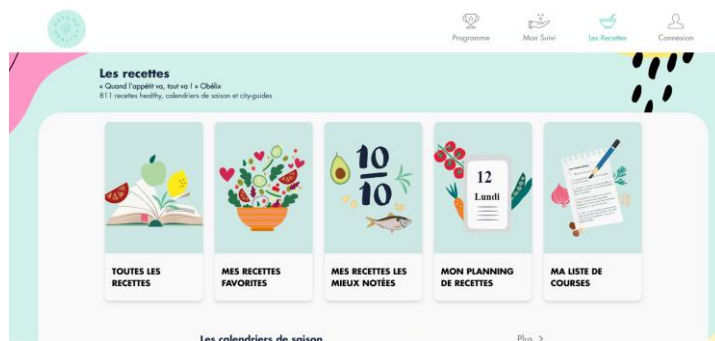 Programme
Mon Suivi
Les Recettes
Connexion
Les recettes
« Quand l'appétit va, tout va ! » Obélix
811 recettes healthy, calendriers de saison et city-guides
10
10
12
Lundi
TOUTES LES
RECETTES
MES RECETTES
FAVORITES
MES RECETTES LES
MIEUX NOTÉES
MON PLANNING
DE RECETTES
MA LISTE DE
COURSES
Les calendriers de saison
Plus >